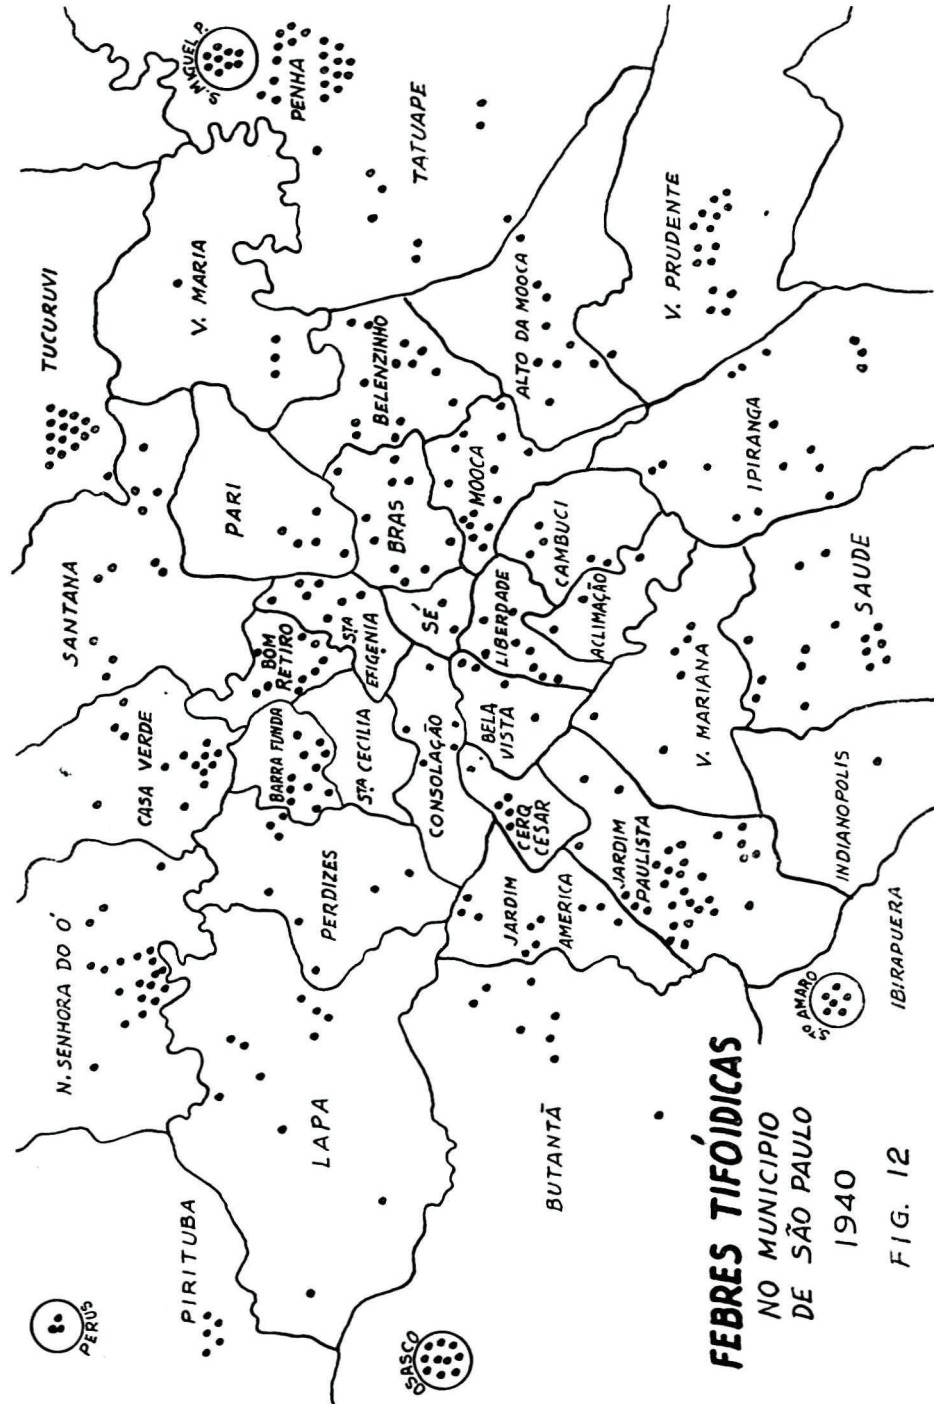 PERUS
PIRITUBA
OSASCO
N. SENHORA DO Ó
LAPA
BUTANTÃ
CASA VERDE
PERDIZES
SANTANA
TUCURUVI
BARRA FUNDA
BOM
RETIRO
STA
EFIGENIA
STA CECILIA
CONSOLAÇÃO
PARI
V. MARIA
S. MIGUEL P.
PENHA
TATUAPE
BELENZINHO
BRAS
MOOCA
ALTO DA MOOCA
V. PRUDENTE
SÉ
LIBERDADE
BELA
VISTA
CERQ
CESAR
CAMBUCI
ACLIMAÇÃO
IPIRANGA
JARDIM
AMERICA
JARDIM
PAULISTA
V. MARIANA
SAUDE
INDIANOPOLIS
IBIRAPUERA
STO AMARO
FEBRES TIFÓIDICAS
NO MUNICIPIO
DE SÃO PAULO
1940
FIG. 12